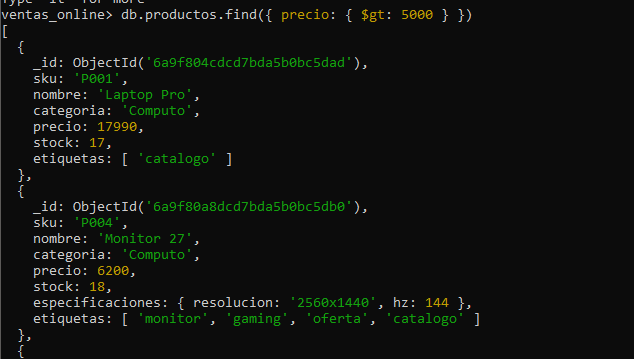 Type "it" for more
ventas_online> db.productos.find({ precio: { $gt: 5000 } })
[
  {
    _id: ObjectId('6a9f804cdcd7bda5b0bc5dad'),
    sku: 'P001',
    nombre: 'Laptop Pro',
    categoria: 'Computo',
    precio: 17990,
    stock: 17,
    etiquetas: [ 'catalogo' ]
  },
  {
    _id: ObjectId('6a9f80a8dcd7bda5b0bc5db0'),
    sku: 'P004',
    nombre: 'Monitor 27',
    categoria: 'Computo',
    precio: 6200,
    stock: 18,
    especificaciones: { resolucion: '2560x1440', hz: 144 },
    etiquetas: [ 'monitor', 'gaming', 'oferta', 'catalogo' ]
  },
  {